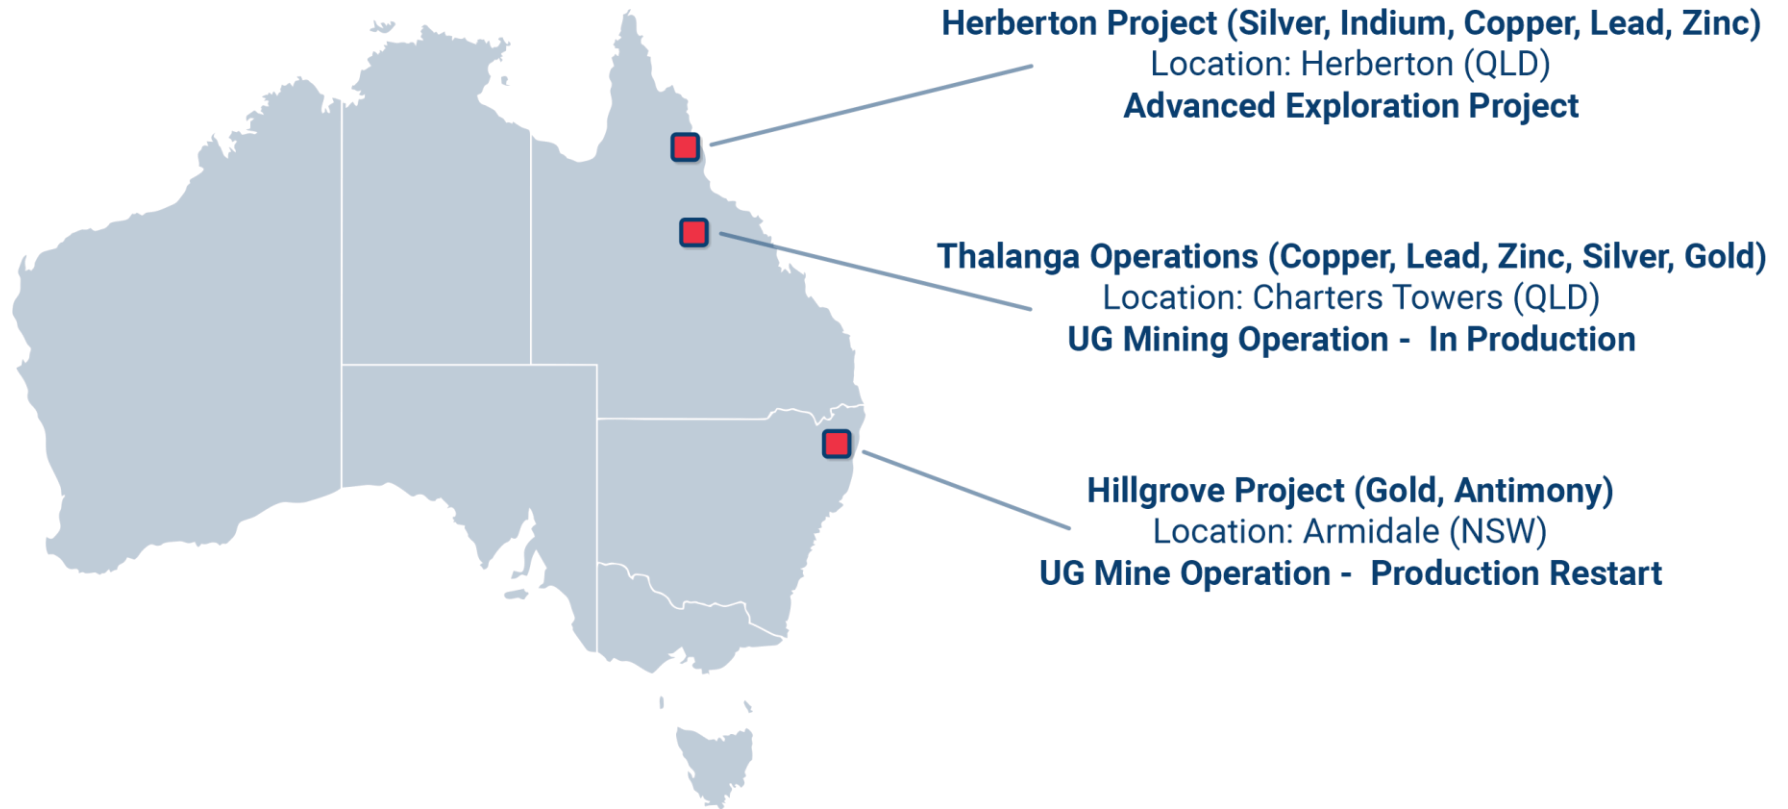 Herberton Project (Silver, Indium, Copper, Lead, Zinc)
Location: Herberton (QLD)
Advanced Exploration Project
Thalanga Operations (Copper, Lead, Zinc, Silver, Gold)
Location: Charters Towers (QLD)
UG Mining Operation - In Production
Hillgrove Project (Gold, Antimony)
Location: Armidale (NSW)
UG Mine Operation - Production Restart